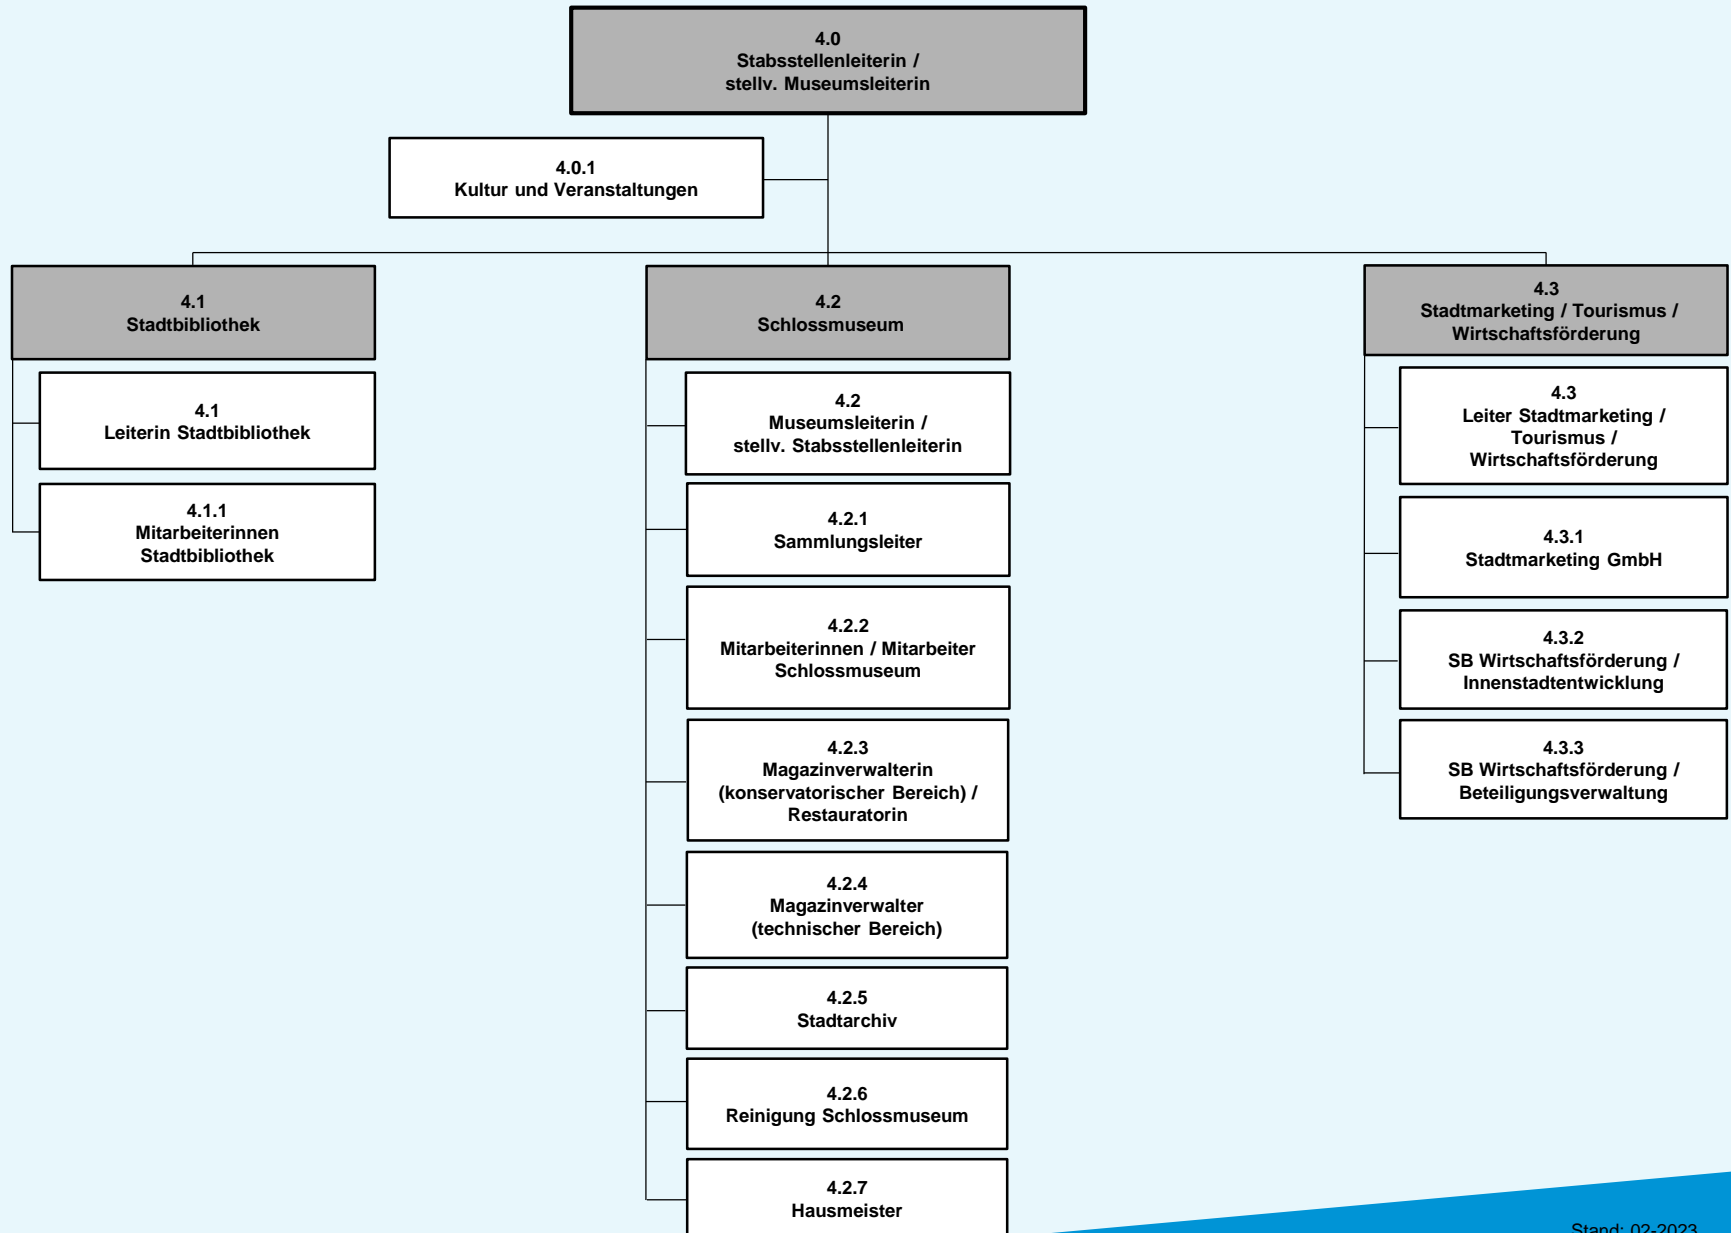 4.0
Stabsstellenleiterin /
stellv. Museumsleiterin
4.0.1
Kultur und Veranstaltungen
4.1
Stadtbibliothek
4.1
Leiterin Stadtbibliothek
4.1.1
Mitarbeiterinnen
Stadtbibliothek
4.2
Schlossmuseum
4.2
Museumsleiterin /
stellv. Stabsstellenleiterin
4.2.1
Sammlungsleiter
4.2.2
Mitarbeiterinnen / Mitarbeiter
Schlossmuseum
4.2.3
Magazinverwalterin
(konservatorischer Bereich) /
Restauratorin
4.2.4
Magazinverwalter
(technischer Bereich)
4.2.5
Stadtarchiv
4.2.6
Reinigung Schlossmuseum
4.2.7
Hausmeister
4.3
Stadtmarketing / Tourismus /
Wirtschaftsförderung
4.3
Leiter Stadtmarketing /
Tourismus /
Wirtschaftsförderung
4.3.1
Stadtmarketing GmbH
4.3.2
SB Wirtschaftsförderung /
Innenstadtentwicklung
4.3.3
SB Wirtschaftsförderung /
Beteiligungsverwaltung
Stand: 02-2023